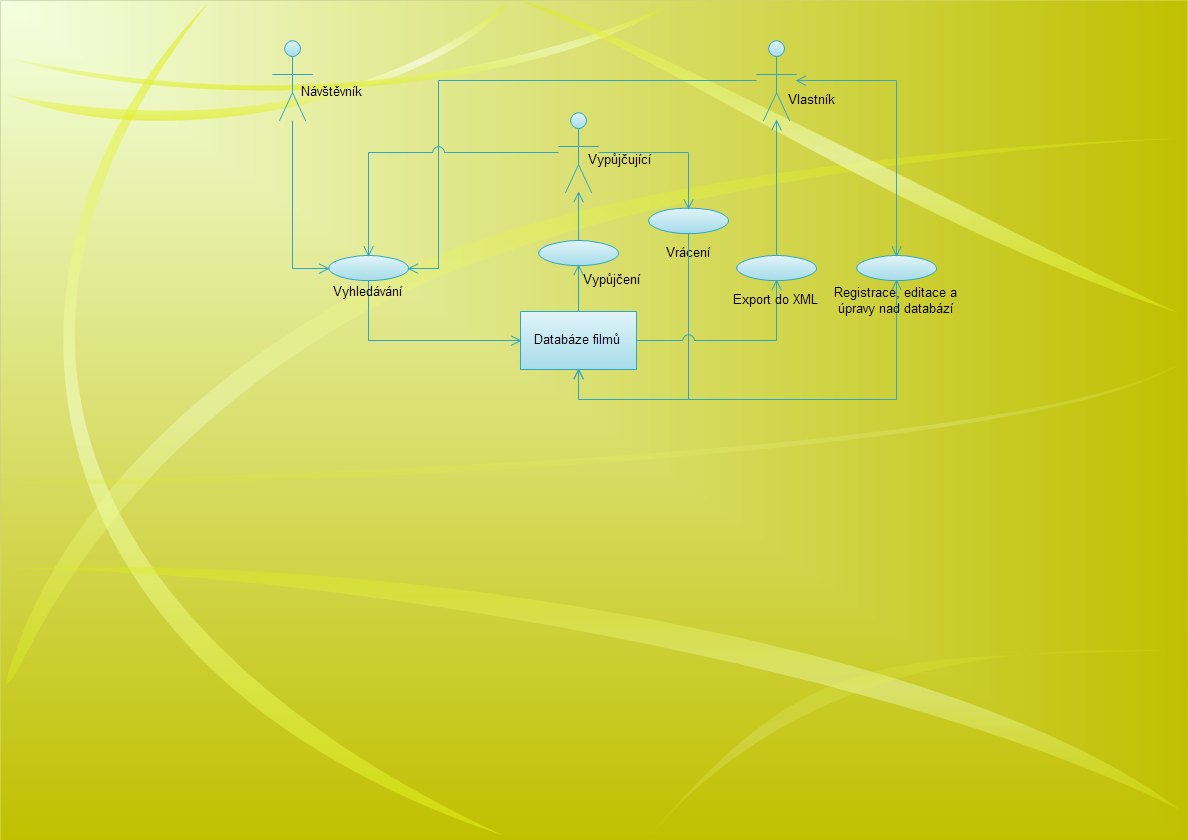 Návštěvník
Vlastník
Vypůjčující
Vrácení
Vypůjčení
Vyhledávání
Export do XML
Registrace, editace a
úpravy nad databází
Databáze filmů